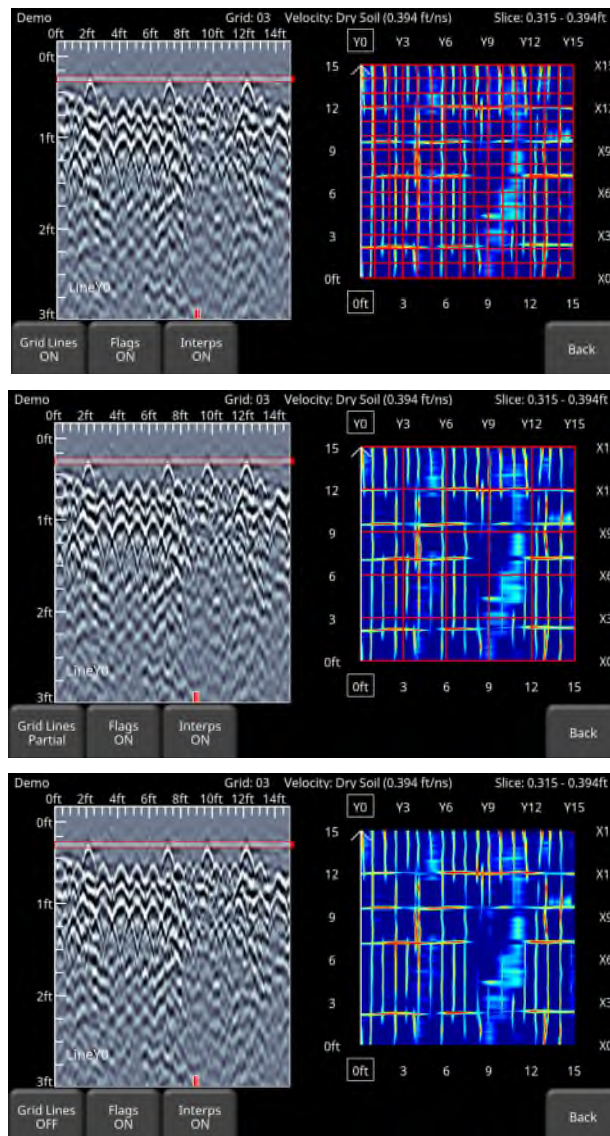 Demo Grid: 03 Velocity: Dry Soil (0.394 ft/ns) Slice: 0.315 - 0.394ft
0ft 2ft 4ft 6ft 8ft 10ft 12ft 14ft
Y0 Y3 Y6 Y9 Y12 Y15
0ft
1ft
2ft
3ft
LineY0
15
12
9
6
3
0ft
X9
X6
X3
X0
0ft 3 6 9 12 15
Grid Lines ON
Flags ON
Interps ON
Back
Demo Grid: 03 Velocity: Dry Soil (0.394 ft/ns) Slice: 0.315 - 0.394ft
0ft 2ft 4ft 6ft 8ft 10ft 12ft 14ft
Y0 Y3 Y6 Y9 Y12 Y15
0ft
1ft
2ft
3ft
LineY0
15
12
9
6
3
0ft
X1
X1
X9
X6
X3
X0
0ft 3 6 9 12 15
Grid Lines Partial
Flags ON
Interps ON
Back
Demo Grid: 03 Velocity: Dry Soil (0.394 ft/ns) Slice: 0.315 - 0.394ft
0ft 2ft 4ft 6ft 8ft 10ft 12ft 14ft
Y0 Y3 Y6 Y9 Y12 Y15
0ft
1ft
2ft
3ft
LineY0
15
12
9
6
3
0ft
X1
X1
X9
X6
X3
X0
0ft 3 6 9 12 15
Grid Lines OFF
Flags ON
Interps ON
Back